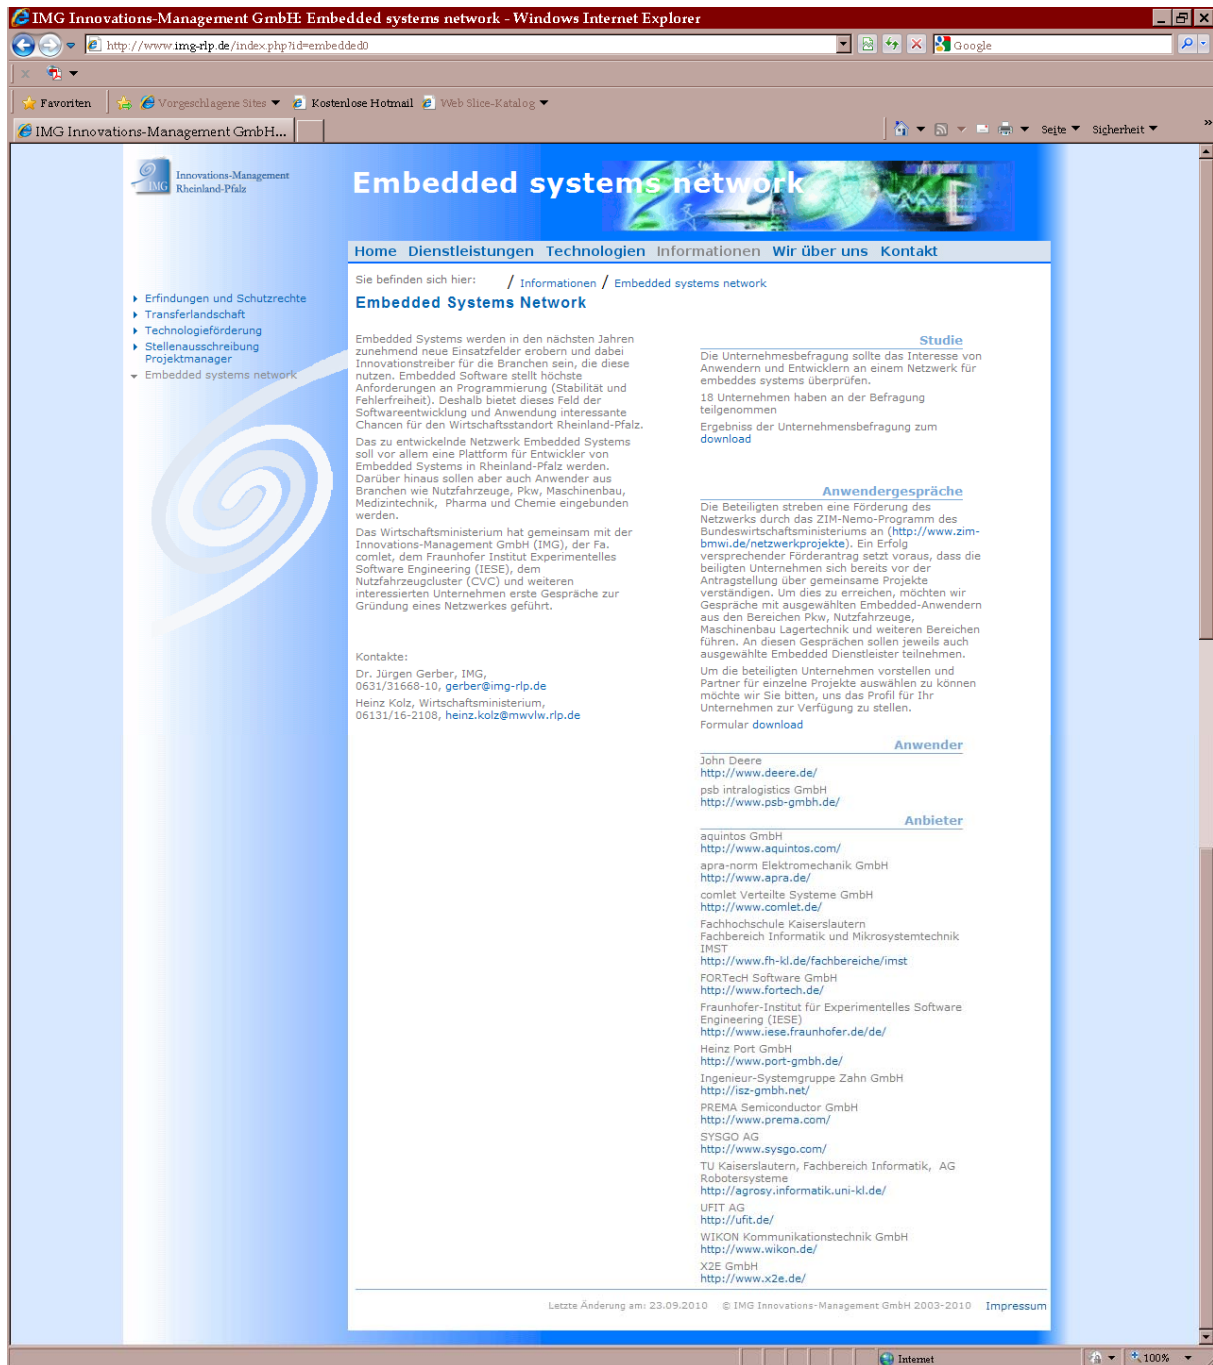 IMG Innovations-Management GmbH: Embedded systems network - Windows Internet Explorer
http://www.img-rlp.de/index.php?id=embedded0
Google
Favoriten
Vorgeschlagene Sites
Kostenlose Hotmail
Web Slice-Katalog
IMG Innovations-Management GmbH...
Seite
Sicherheit
»
IMG
Innovations-Management
Rheinland-Pfalz
Embedded systems network
Home Dienstleistungen Technologien Informationen Wir über uns Kontakt
Sie befinden sich hier: / Informationen / Embedded systems network
Erfindungen und Schutzrechte
Transferlandschaft
Technologieförderung
Stellenausschreibung
Projektmanager
Embedded systems network
Embedded Systems Network
Embedded Systems werden in den nächsten Jahren
zunehmend neue Einsatzfelder erobern und dabei
Innovationstreiber für die Branchen sein, die diese
nutzen. Embedded Software stellt höchste
Anforderungen an Programmierung (Stabilität und
Fehlerfreiheit). Deshalb bietet dieses Feld der
Softwareentwicklung und Anwendung interessante
Chancen für den Wirtschaftsstandort Rheinland-Pfalz.
Das zu entwickelnde Netzwerk Embedded Systems
soll vor allem eine Plattform für Entwickler von
Embedded Systems in Rheinland-Pfalz werden.
Darüber hinaus sollen aber auch Anwender aus
Branchen wie Nutzfahrzeuge, Pkw, Maschinenbau,
Medizintechnik, Pharma und Chemie eingebunden
werden.
Das Wirtschaftsministerium hat gemeinsam mit der
Innovations-Management GmbH (IMG), der Fa.
comlet, dem Fraunhofer Institut Experimentelles
Software Engineering (IESE), dem
Nutzfahrzeugcluster (CVC) und weiteren
interessierten Unternehmen erste Gespräche zur
Gründung eines Netzwerkes geführt.
Kontakte:
Dr. Jürgen Gerber, IMG,
0631/31668-10, gerber@img-rlp.de
Heinz Kolz, Wirtschaftsministerium,
06131/16-2108, heinz.kolz@mwvlw.rlp.de
Studie
Die Unternehmesbefragung sollte das Interesse von
Anwendern und Entwicklern an einem Netzwerk für
embeddes systems überprüfen.
18 Unternehmen haben an der Befragung
teilgenommen
Ergebniss der Unternehmensbefragung zum
download
Anwendergespräche
Die Beteiligten streben eine Förderung des
Netzwerks durch das ZIM-Nemo-Programm des
Bundeswirtschaftsministeriums an (http://www.zim-
bmwi.de/netzwerkprojekte). Ein Erfolg
versprechender Förderantrag setzt voraus, dass die
beiligten Unternehmen sich bereits vor der
Antragstellung über gemeinsame Projekte
verständigen. Um dies zu erreichen, möchten wir
Gespräche mit ausgewählten Embedded-Anwendern
aus den Bereichen Pkw, Nutzfahrzeuge,
Maschinenbau Lagertechnik und weiteren Bereichen
führen. An diesen Gesprächen sollen jeweils auch
ausgewählte Embedded Dienstleister teilnehmen.
Um die beteiligten Unternehmen vorstellen und
Partner für einzelne Projekte auswählen zu können
möchte wir Sie bitten, uns das Profil für Ihr
Unternehmen zur Verfügung zu stellen.
Formular download
Anwender
John Deere
http://www.deere.de/
psb intralogistics GmbH
http://www.psb-gmbh.de/
Anbieter
aquintos GmbH
http://www.aquintos.com/
apra-norm Elektromechanik GmbH
http://www.apra.de/
comlet Verteilte Systeme GmbH
http://www.comlet.de/
Fachhochschule Kaiserslautern
Fachbereich Informatik und Mikrosystemtechnik
IMST
http://www.fh-kl.de/fachbereiche/imst
FORTecH Software GmbH
http://www.fortech.de/
Fraunhofer-Institut für Experimentelles Software
Engineering (IESE)
http://www.iese.fraunhofer.de/de/
Heinz Port GmbH
http://www.port-gmbh.de/
Ingenieur-Systemgruppe Zahn GmbH
http://isz-gmbh.net/
PREMA Semiconductor GmbH
http://www.prema.com/
SYSGO AG
http://www.sysgo.com/
TU Kaiserslautern, Fachbereich Informatik, AG
Robotersysteme
http://agrosy.informatik.uni-kl.de/
UFIT AG
http://ufit.de/
WIKON Kommunikationstechnik GmbH
http://www.wikon.de/
X2E GmbH
http://www.x2e.de/
Letzte Änderung am: 23.09.2010 © IMG Innovations-Management GmbH 2003-2010 Impressum
Internet
100%